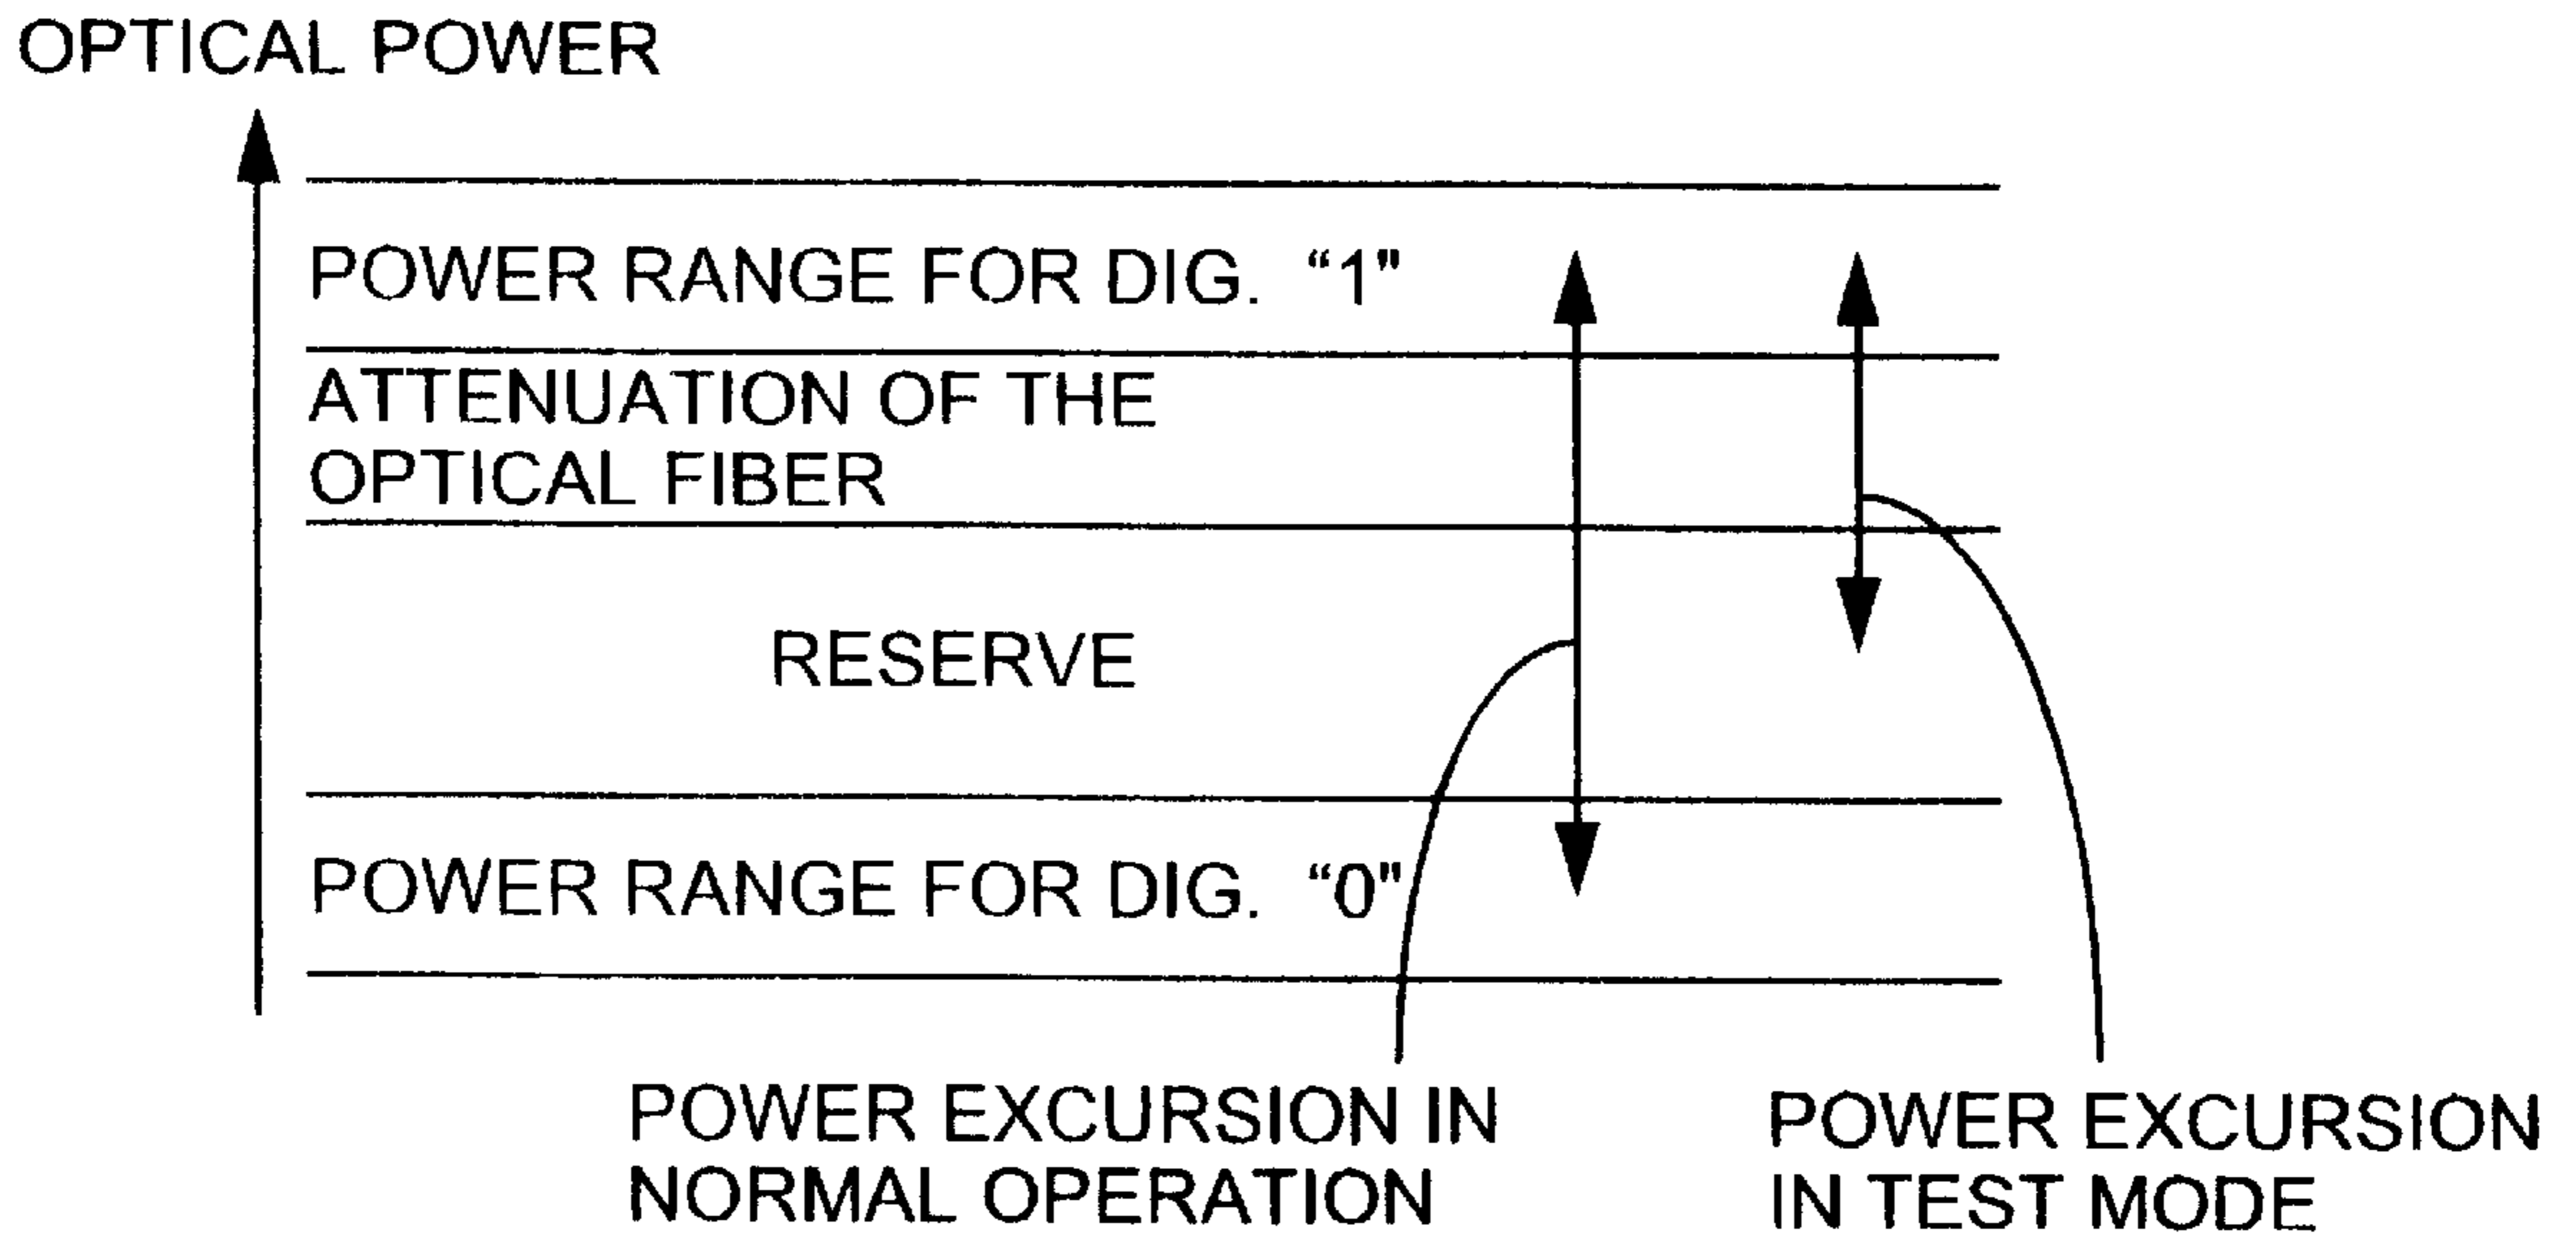 OPTICAL POWER
POWER RANGE FOR DIG. “1"
ATTENUATION OF THE
OPTICAL FIBER
RESERVE
POWER RANGE FOR DIG. “0"
POWER EXCURSION IN
NORMAL OPERATION
POWER EXCURSION
IN TEST MODE